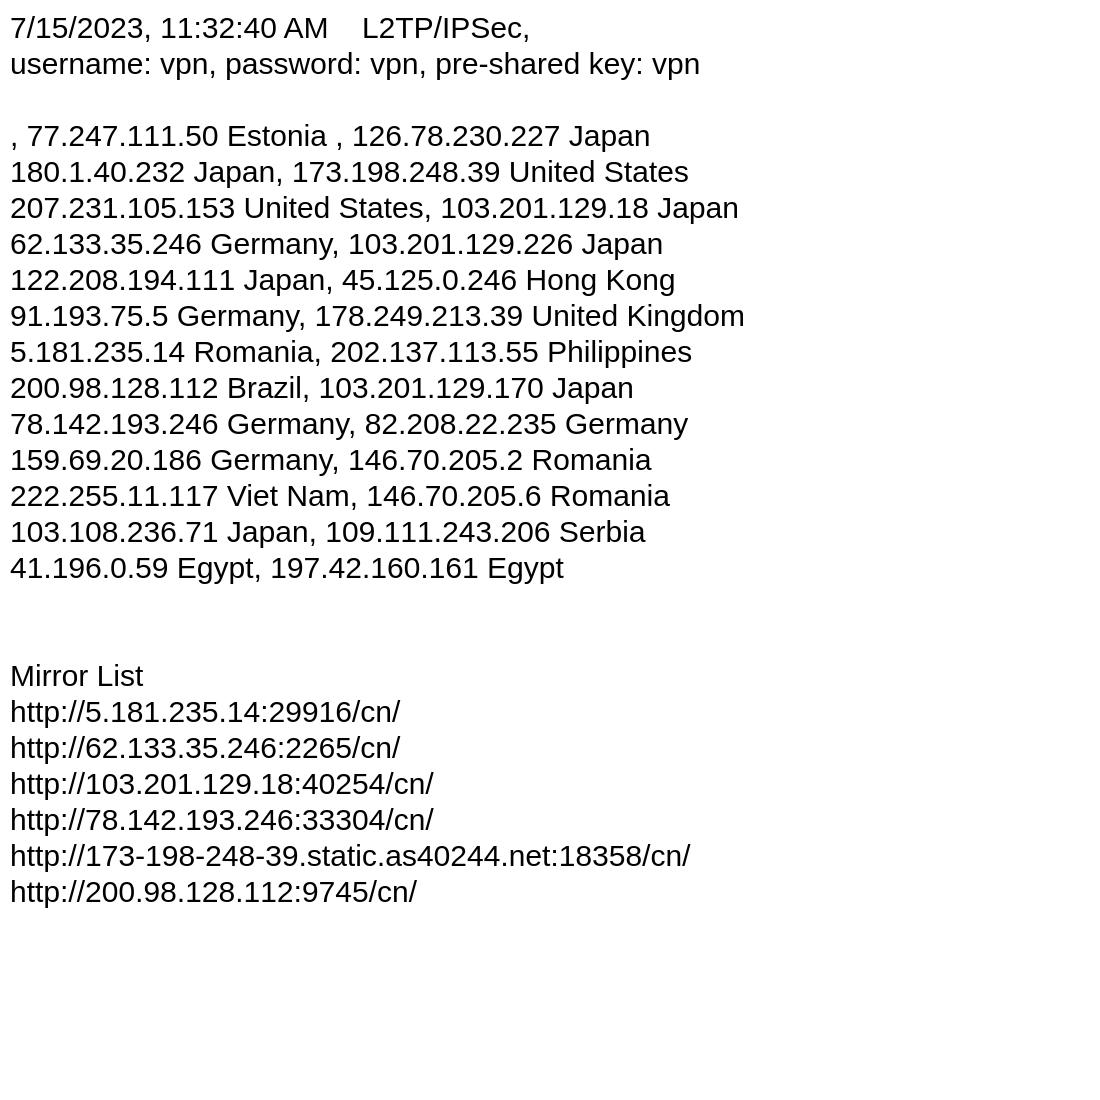 7/15/2023, 11:32:40 AM    L2TP/IPSec,
username: vpn, password: vpn, pre-shared key: vpn
, 77.247.111.50 Estonia , 126.78.230.227 Japan
180.1.40.232 Japan, 173.198.248.39 United States
207.231.105.153 United States, 103.201.129.18 Japan
62.133.35.246 Germany, 103.201.129.226 Japan
122.208.194.111 Japan, 45.125.0.246 Hong Kong
91.193.75.5 Germany, 178.249.213.39 United Kingdom
5.181.235.14 Romania, 202.137.113.55 Philippines
200.98.128.112 Brazil, 103.201.129.170 Japan
78.142.193.246 Germany, 82.208.22.235 Germany
159.69.20.186 Germany, 146.70.205.2 Romania
222.255.11.117 Viet Nam, 146.70.205.6 Romania
103.108.236.71 Japan, 109.111.243.206 Serbia
41.196.0.59 Egypt, 197.42.160.161 Egypt
Mirror List
http://5.181.235.14:29916/cn/
http://62.133.35.246:2265/cn/
http://103.201.129.18:40254/cn/
http://78.142.193.246:33304/cn/
http://173-198-248-39.static.as40244.net:18358/cn/
http://200.98.128.112:9745/cn/